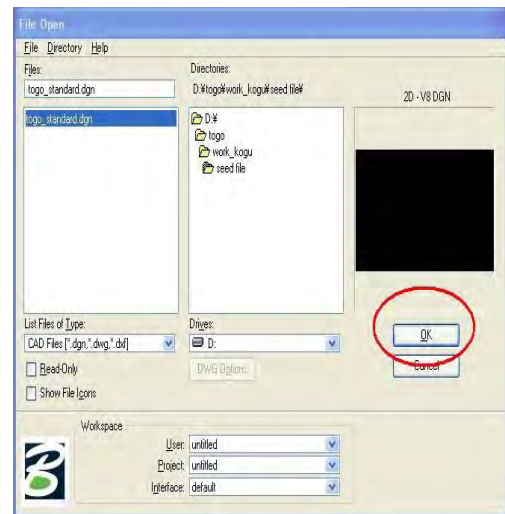 File Open
File Directory Help
Files:
togo_standard.dgn
togo_standard.dgn
Directories:
D:¥togo¥work_kogu¥seed file¥
D:¥
togo
work_kogu
seed file
2D - V8 DGN
List Files of Type:
CAD Files [*.dgn,*.dwg,*.dxf]
Drives:
D:
OK
Cancel
Read-Only
DWG Options
Show File Icons
Workspace
User: untitled
Project: untitled
Interface: default